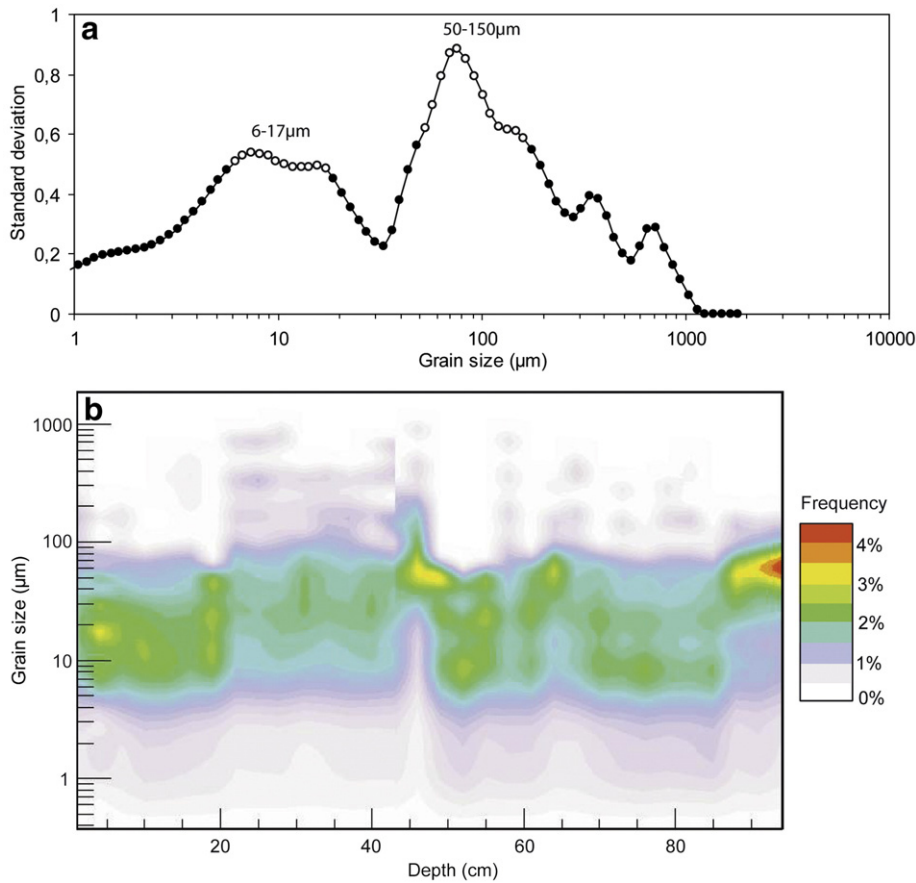 a
50-150µm
6-17µm
Standard deviation
1
0,8
0,6
0,4
0,2
0
1 10 100 1000 10000
Grain size (µm)
b
Grain size (µm)
1000
100
10
1
20 40 60 80
Depth (cm)
Frequency
4%
3%
2%
1%
0%